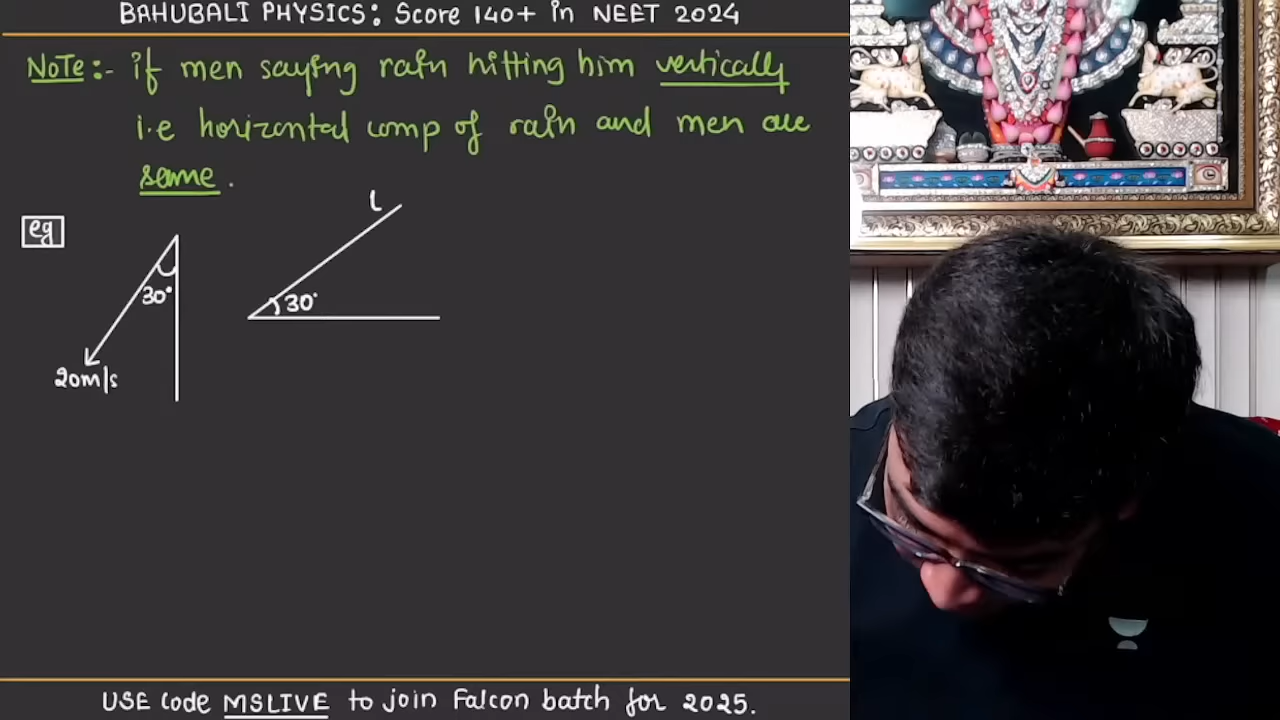 BAHUBALI PHYSICS: Score 140+ in NEET 2024
NOTE:- if men saying rain hitting him vertically
i.e horizontal comp of rain and men are
same.
eg
30°
30°
20m/s
USE Code MSLIVE to join Falcon batch for 2025.